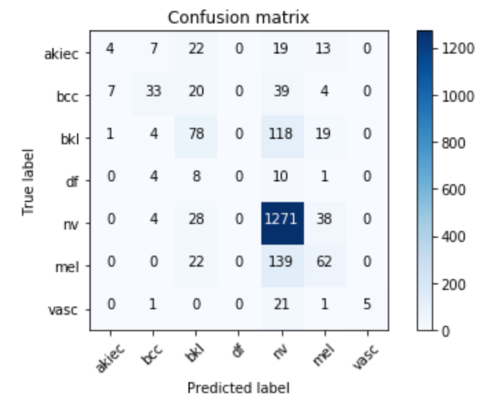 Confusion matrix
akiec 4 7 22 0 19 13 0
bcc 7 33 20 0 39 4 0
bkl 1 4 78 0 118 19 0
df 0 4 8 0 10 1 0
nv 0 4 28 0 1271 38 0
mel 0 0 22 0 139 62 0
vasc 0 1 0 0 21 1 5
akiec bcc bkl df nv mel vasc
True label
Predicted label
1200
1000
800
600
400
200
0